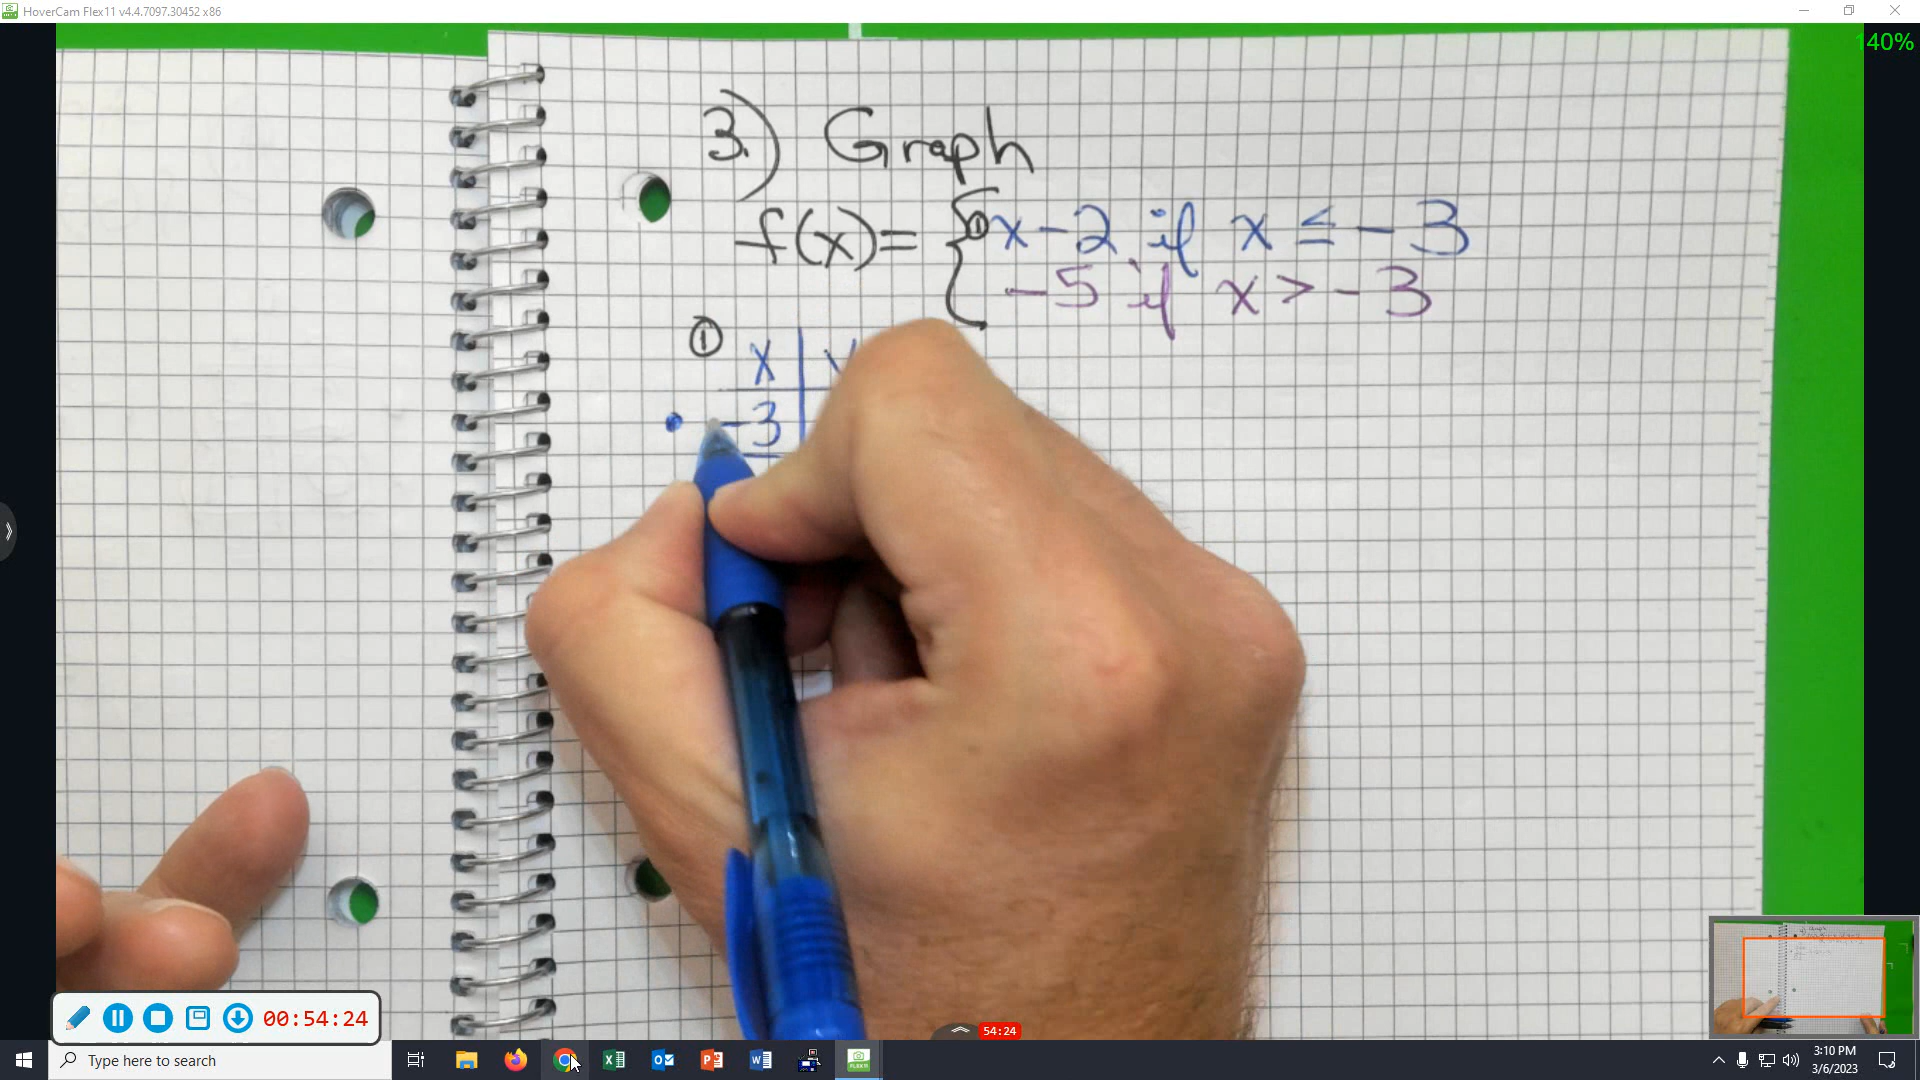 HoverCam Flex11 v4.4.7097.30452 x86
140%
3.) Graph
f(x)= { ① x-2 if x ≤ -3
-5 if x > -3
①
x | y
-3
00:54:24
54:24
Type here to search
3:10 PM
3/6/2023